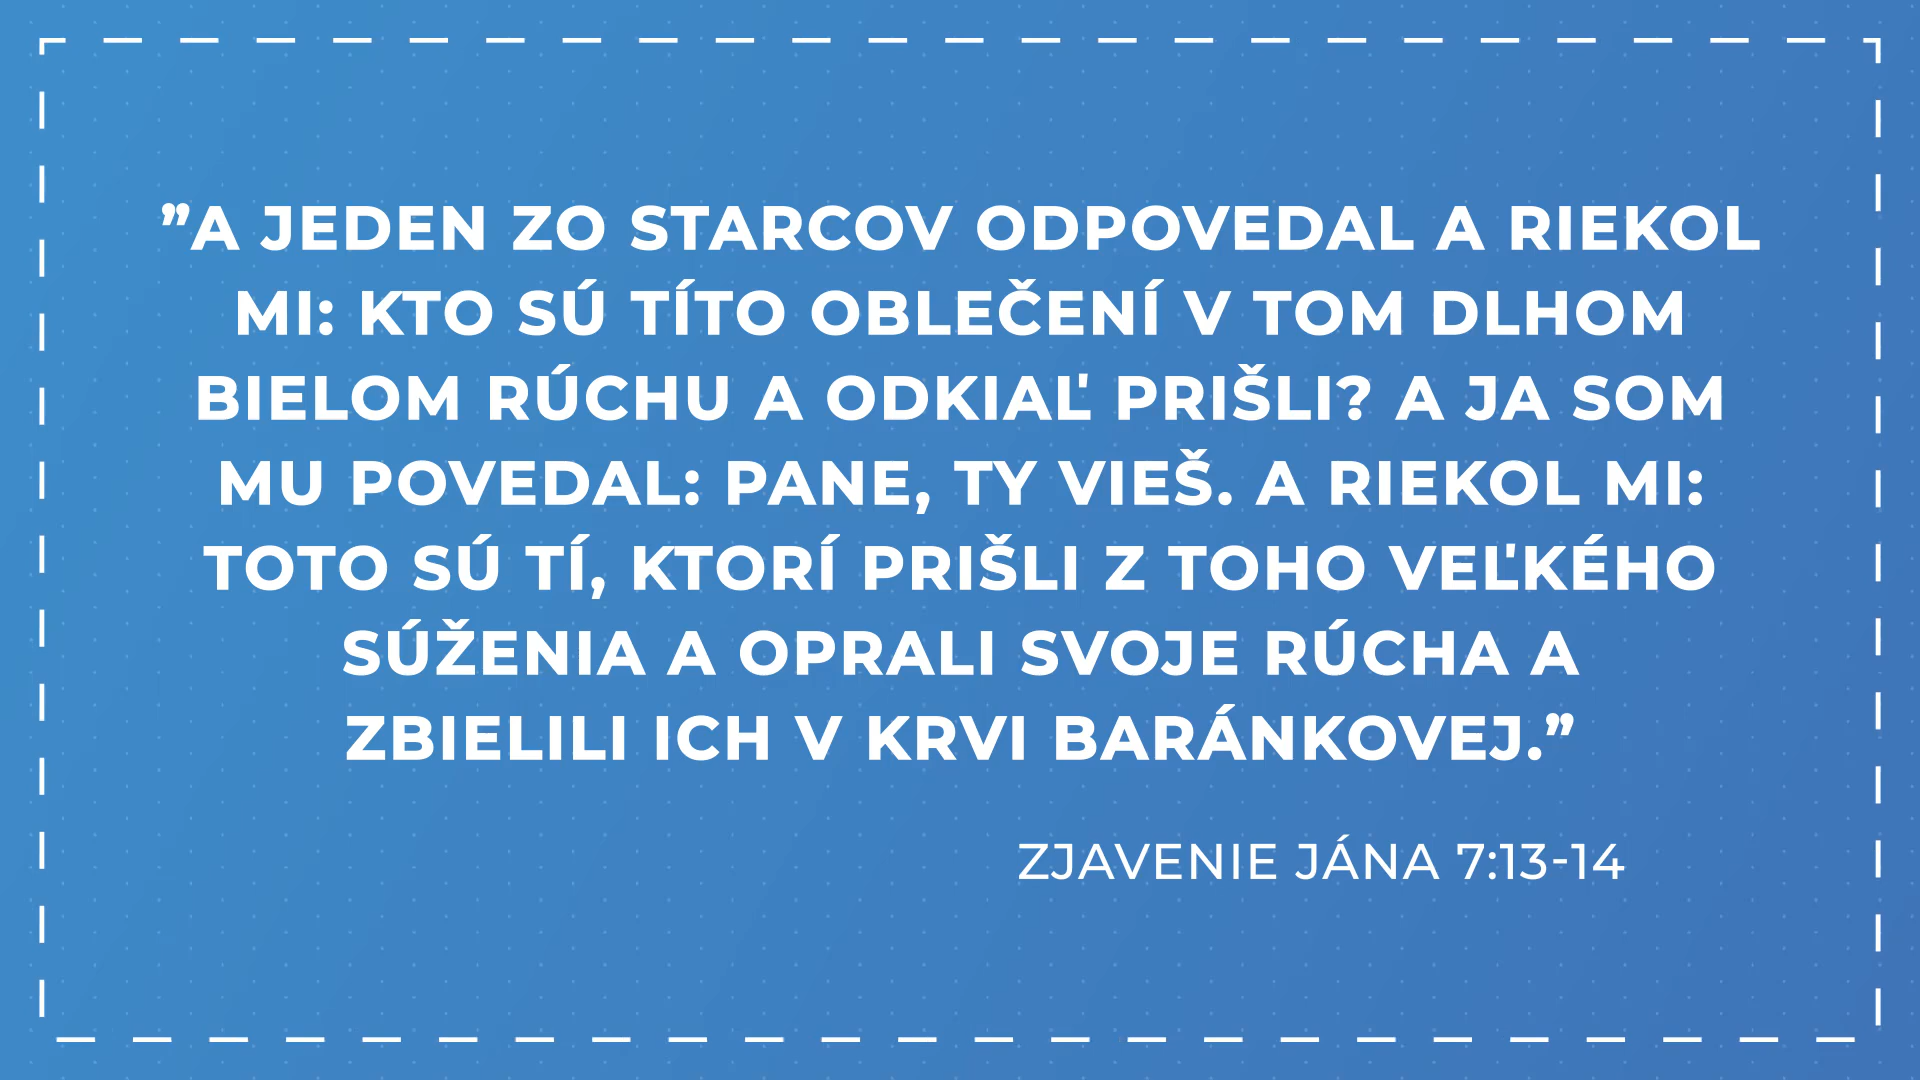 ”A JEDEN ZO STARCOV ODPOVEDAL A RIEKOL
MI: KTO SÚ TÍTO OBLEČENÍ V TOM DLHOM
BIELOM RÚCHU A ODKIAĽ PRIŠLI? A JA SOM
MU POVEDAL: PANE, TY VIEŠ. A RIEKOL MI:
TOTO SÚ TÍ, KTORÍ PRIŠLI Z TOHO VEĽKÉHO
SÚŽENIA A OPRALI SVOJE RÚCHA A
ZBIELILI ICH V KRVI BARÁNKOVEJ.”
ZJAVENIE JÁNA 7:13-14